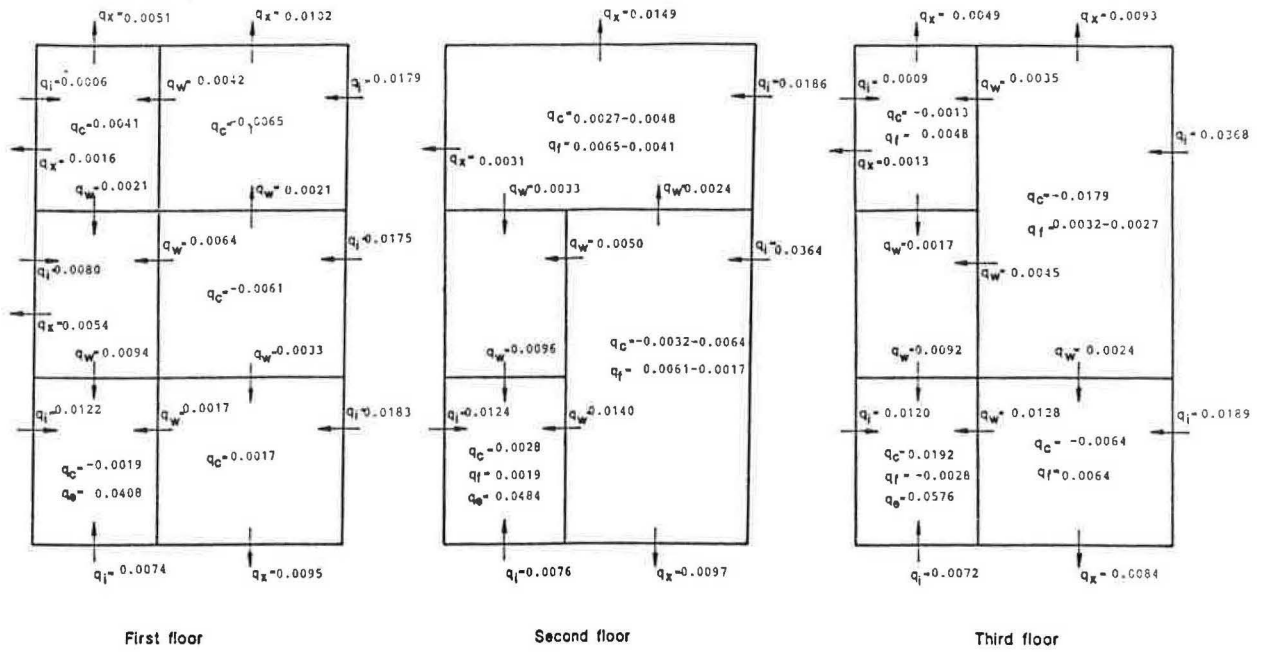 qx=0.0051
qx=0.0102
qi=0.0006
qw=0.0042
qi=0.0179
qc=0.0041
qx=0.0016
qw=0.0021
qw=0.0021
qw=0.0064
qi=0.0175
qi=0.0080
qc=-0.0061
qx=0.0054
qw=0.0094
qw=0.0033
qi=0.0122
qw=0.0017
qi=0.0183
qc=-0.0019
qc=0.0017
qe=0.0408
qi=0.0074
qx=0.0095
First floor
qx=0.0149
qi=0.0186
qc=0.0027-0.0048
qf=0.0065-0.0041
qx=0.0031
qw=0.0033
qw=0.0024
qw=0.0050
qi=0.0364
qw=0.0096
qc=-0.0032-0.0064
qf= 0.0061-0.0017
qi=0.0124
qw=0.0140
qc=0.0028
qf=0.0019
qe=0.0484
qi=0.0076
qx=0.0097
Second floor
qx=0.0049
qx=0.0093
qi=0.0009
qw=0.0035
qc= -0.0013
qf= 0.0048
qi=0.0368
qx=0.0013
qc=-0.0179
qf=0.0032-0.0027
qw=0.0017
qw=0.0045
qw=0.0092
qw=0.0024
qi=0.0120
qw=0.0128
qi=0.0189
qc= -0.0064
qc=0.0192
qf=0.0064
qf= -0.0028
qe=0.0576
qi=0.0072
qx=0.0084
Third floor